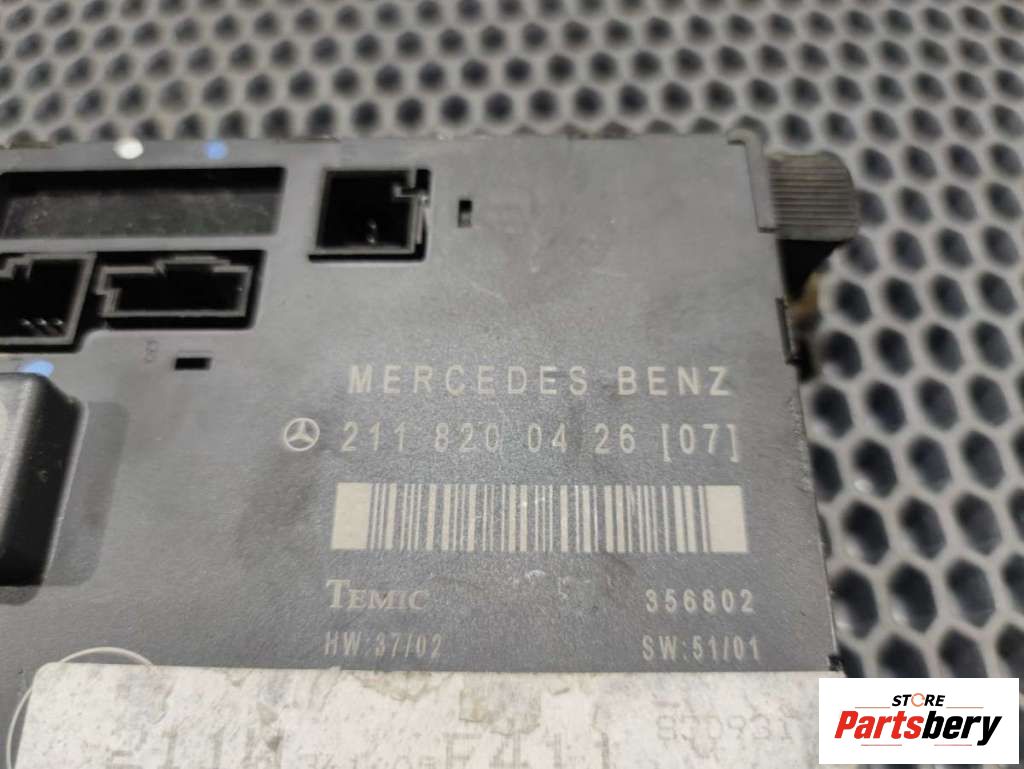 MERCEDES BENZ
211 820 04 26 [07]
TEMIC
356802
HW:37/02
SW:51/01
STORE
Partsbery